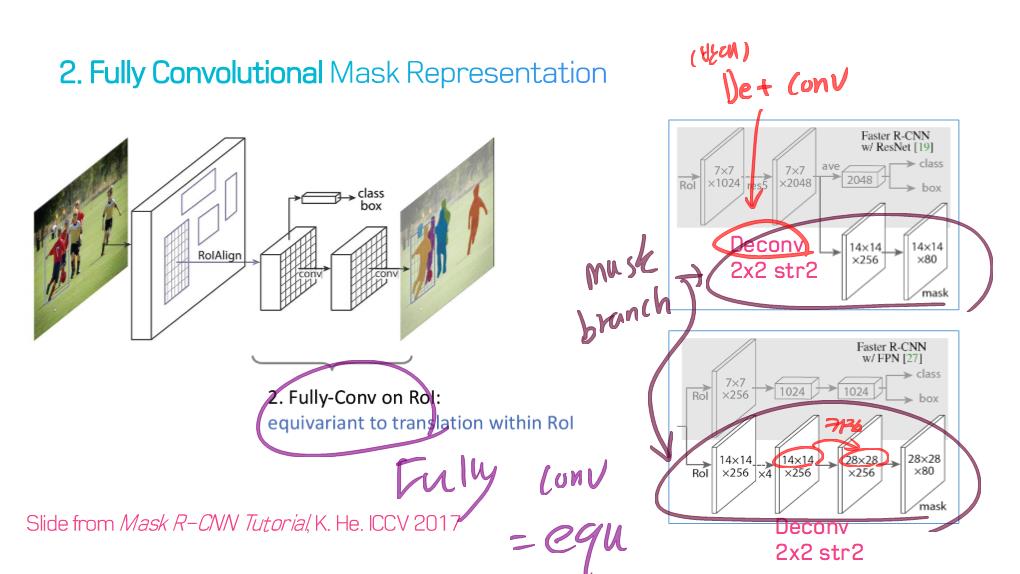 2. Fully Convolutional Mask Representation
(반대)
De + Conv
RoIAlign
conv
conv
class
box
2. Fully-Conv on RoI:
equivariant to translation within RoI
Fully conv
= equ
Slide from Mask R-CNN Tutorial, K. He. ICCV 2017
mask
branch
Faster R-CNN
w/ ResNet [19]
RoI
7×7
×1024
res5
7×7
×2048
ave
2048
class
box
Deconv
2x2 str2
14×14
×256
14×14
×80
mask
Faster R-CNN
w/ FPN [27]
RoI
7×7
×256
1024
1024
class
box
RoI
14×14
×256
×4
14×14
×256
28×28
×256
28×28
×80
mask
Deconv
2x2 str2